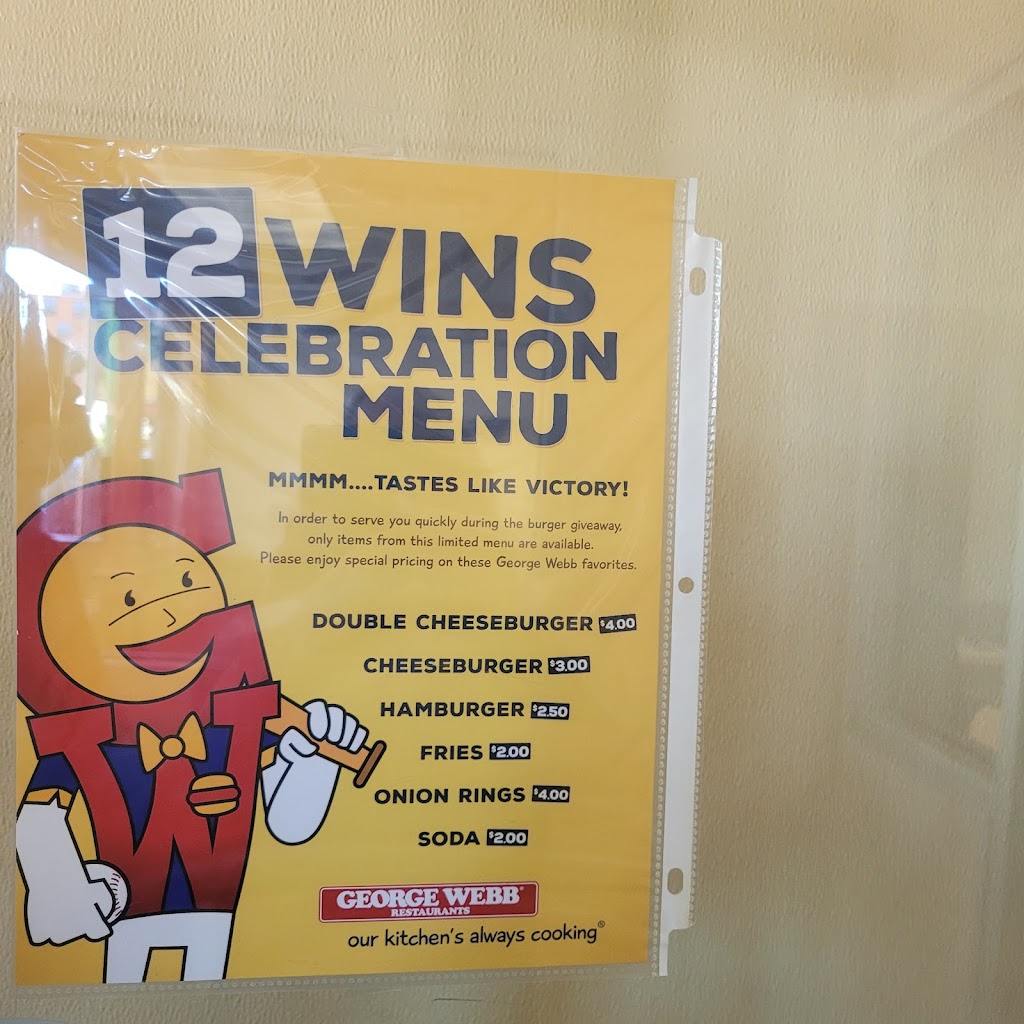 12 WINS
CELEBRATION
MENU
MMMM....TASTES LIKE VICTORY!
In order to serve you quickly during the burger giveaway,
only items from this limited menu are available.
Please enjoy special pricing on these George Webb favorites.
DOUBLE CHEESEBURGER $4.00
CHEESEBURGER $3.00
HAMBURGER $2.50
FRIES $2.00
ONION RINGS $4.00
SODA $2.00
GEORGE WEBB®
RESTAURANTS
our kitchen's always cooking®